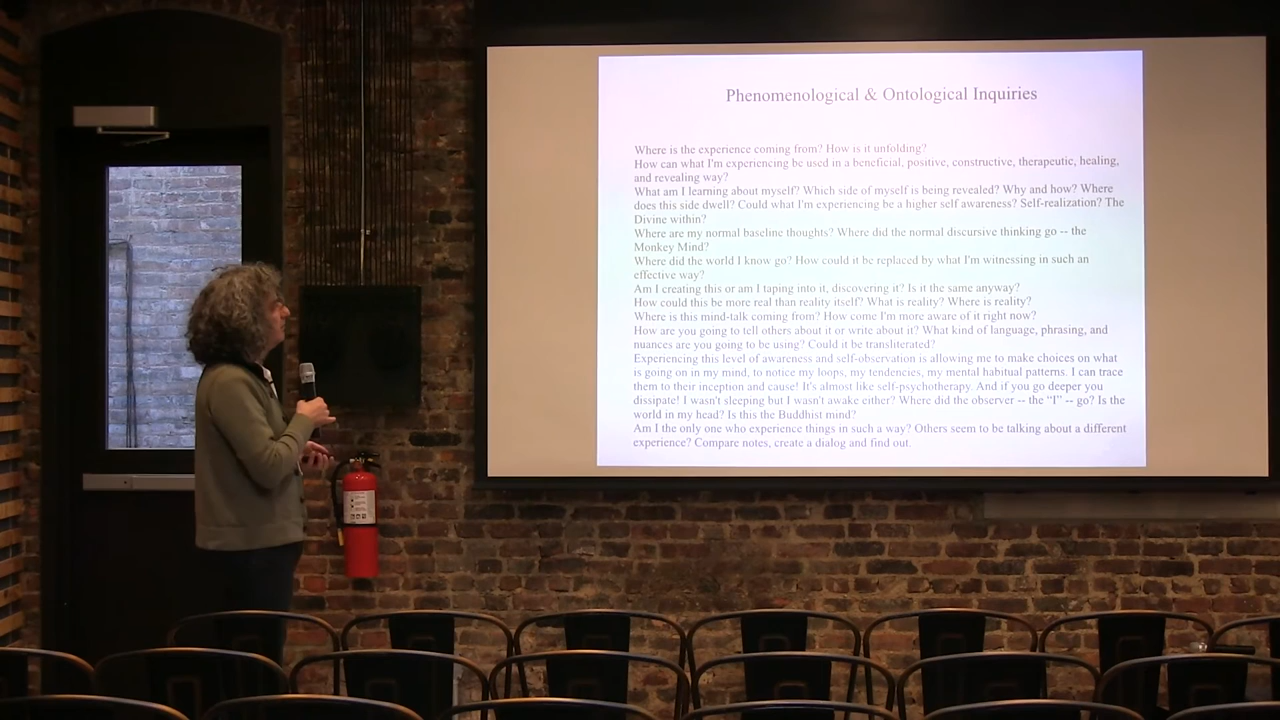 Phenomenological & Ontological Inquiries
Where is the experience coming from? How is it unfolding?
How can what I'm experiencing be used in a beneficial, positive, constructive, therapeutic, healing,
and revealing way?
What am I learning about myself? Which side of myself is being revealed? Why and how? Where
does this side dwell? Could what I'm experiencing be a higher self awareness? Self-realization? The
Divine within?
Where are my normal baseline thoughts? Where did the normal discursive thinking go -- the
Monkey Mind?
Where did the world I know go? How could it be replaced by what I'm witnessing in such an
effective way?
Am I creating this or am I taping into it, discovering it? Is it the same anyway?
How could this be more real than reality itself? What is reality? Where is reality?
Where is this mind-talk coming from? How come I'm more aware of it right now?
How are you going to tell others about it or write about it? What kind of language, phrasing, and
nuances are you going to be using? Could it be transliterated?
Experiencing this level of awareness and self-observation is allowing me to make choices on what
is going on in my mind, to notice my loops, my tendencies, my mental habitual patterns. I can trace
them to their inception and cause! It's almost like self-psychotherapy. And if you go deeper you
dissipate! I wasn't sleeping but I wasn't awake either? Where did the observer -- the “I” -- go? Is the
world in my head? Is this the Buddhist mind?
Am I the only one who experience things in such a way? Others seem to be talking about a different
experience? Compare notes, create a dialog and find out.